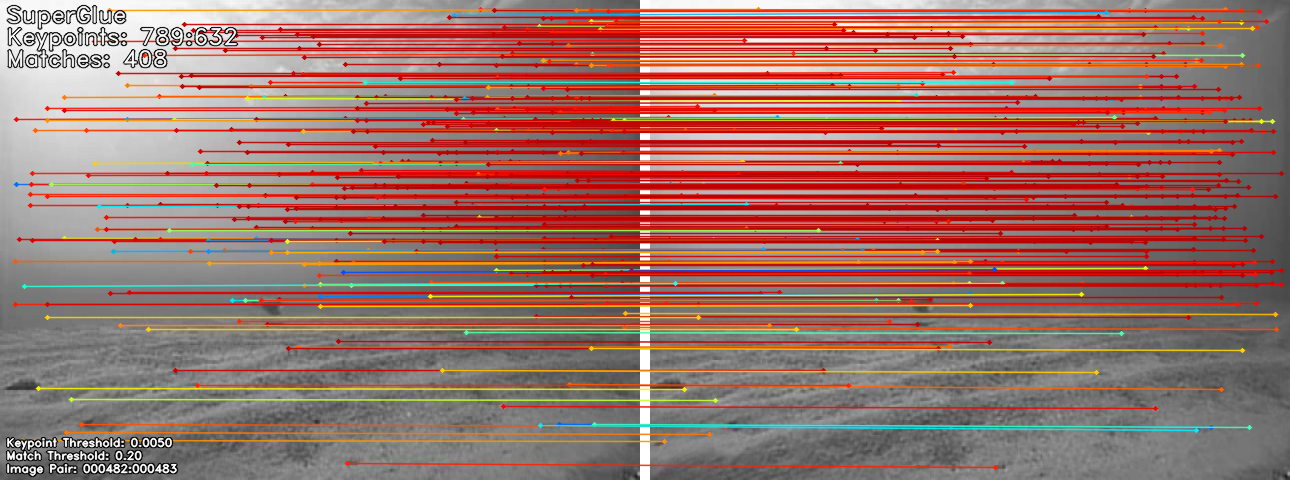 SuperGlue
Keypoints: 789:632
Matches: 408
Keypoint Threshold: 0.0050
Match Threshold: 0.20
Image Pair: 000482:000483